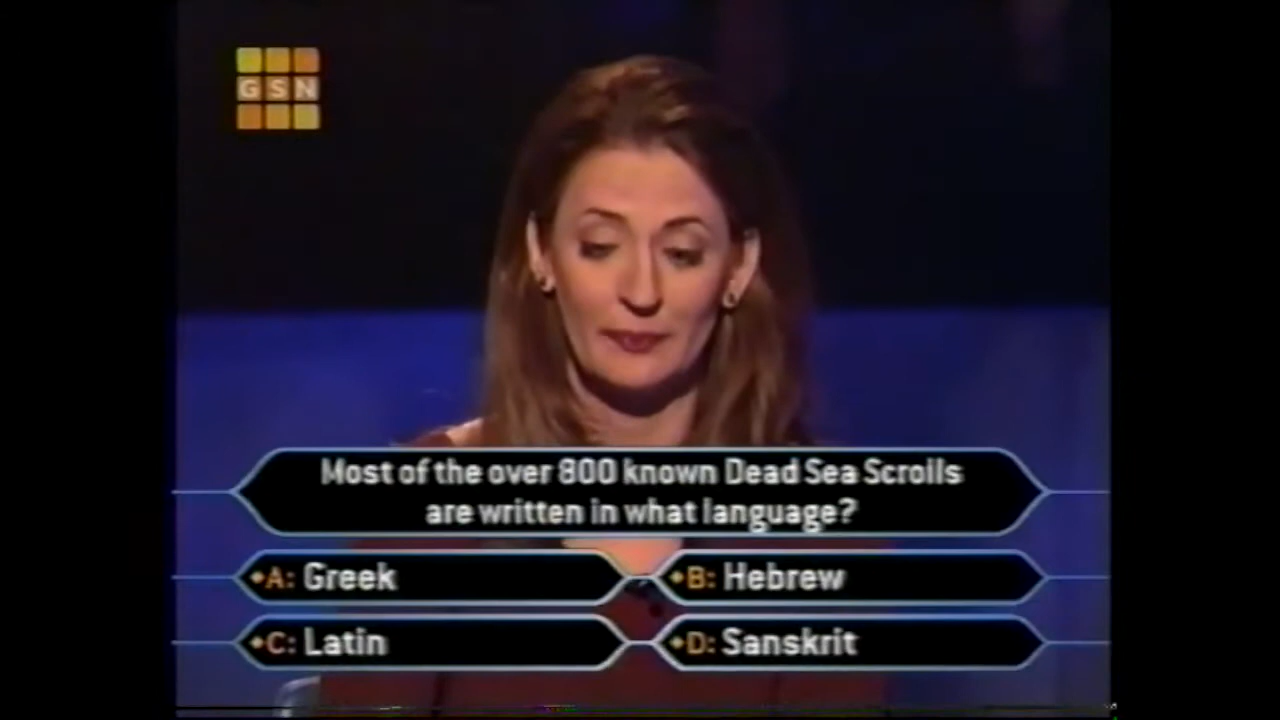 GSN
Most of the over 800 known Dead Sea Scrolls
are written in what language?
A: Greek
B: Hebrew
C: Latin
D: Sanskrit